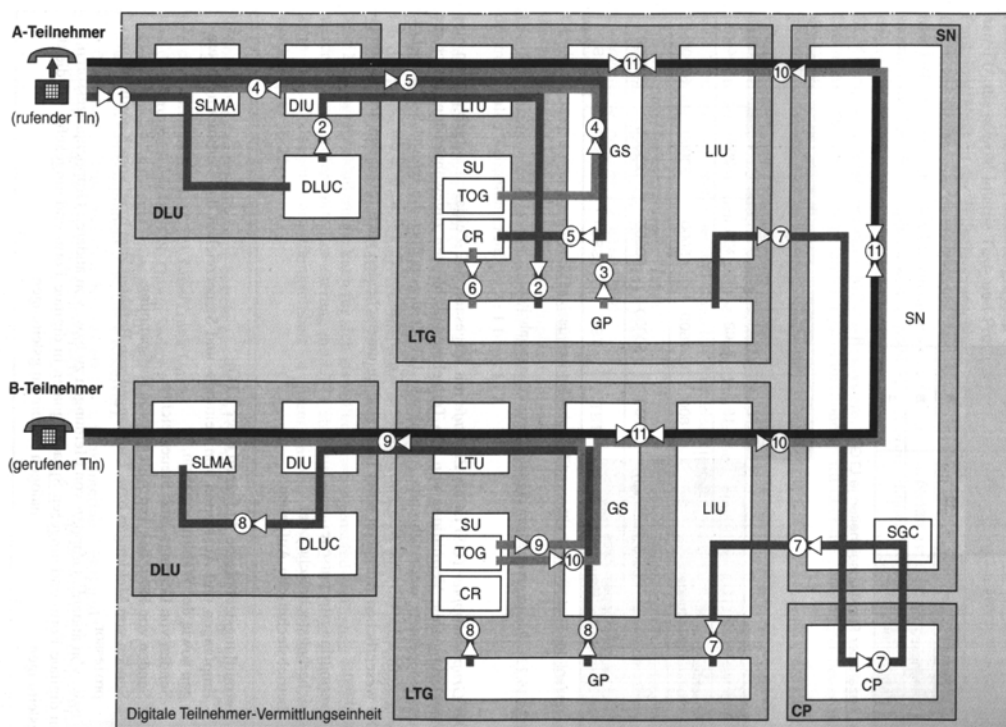 A-Teilnehmer
(rufender Tln)
1
4
5
11
10
SN
SLMA
DIU
LTU
2
4
GS
LIU
SU
TOG
DLUC
DLU
CR
5
7
11
6
2
3
SN
GP
LTG
B-Teilnehmer
(gerufener Tln)
9
11
10
SLMA
DIU
LTU
GS
LIU
SU
8
DLUC
TOG
9
10
7
SGC
DLU
CR
8
8
7
7
GP
CP
LTG
CP
Digitale Teilnehmer-Vermittlungseinheit